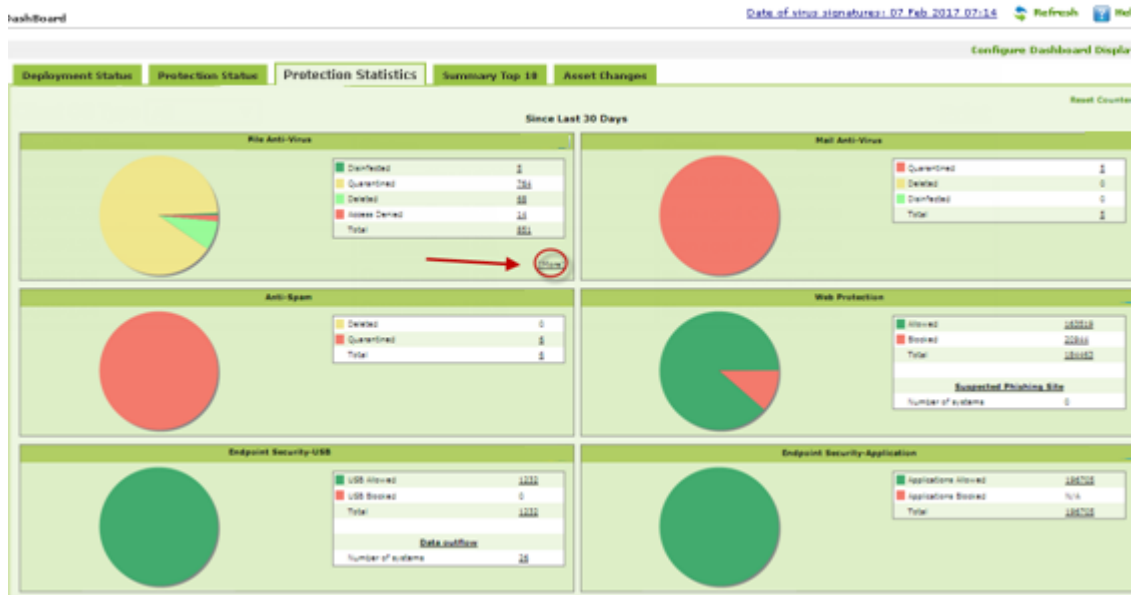 DashBoard
Date of virus signatures: 07 Feb 2017 07:14 Refresh
Configure Dashboard
Deployment Status Protection Status Protection Statistics Summary Top 10 Asset Changes
Reset
Since Last 30 Days
File Anti-Virus
Disinfected 5
Quarantined 764
Deleted 68
Access Denied 14
Total 851
[More]
Mail Anti-Virus
Quarantined 5
Deleted 0
Disinfected 0
Total 5
Anti-Spam
Deleted 0
Quarantined 6
Total 6
Web Protection
Allowed
Blocked
Total
Suspected Phishing Site
Number of systems 0
Endpoint Security-USB
USB Allowed 1232
USB Blocked 0
Total 1232
Data outflow
Number of systems
Endpoint Security-Application
Applications Allowed 196705
Applications Blocked N/A
Total 196705